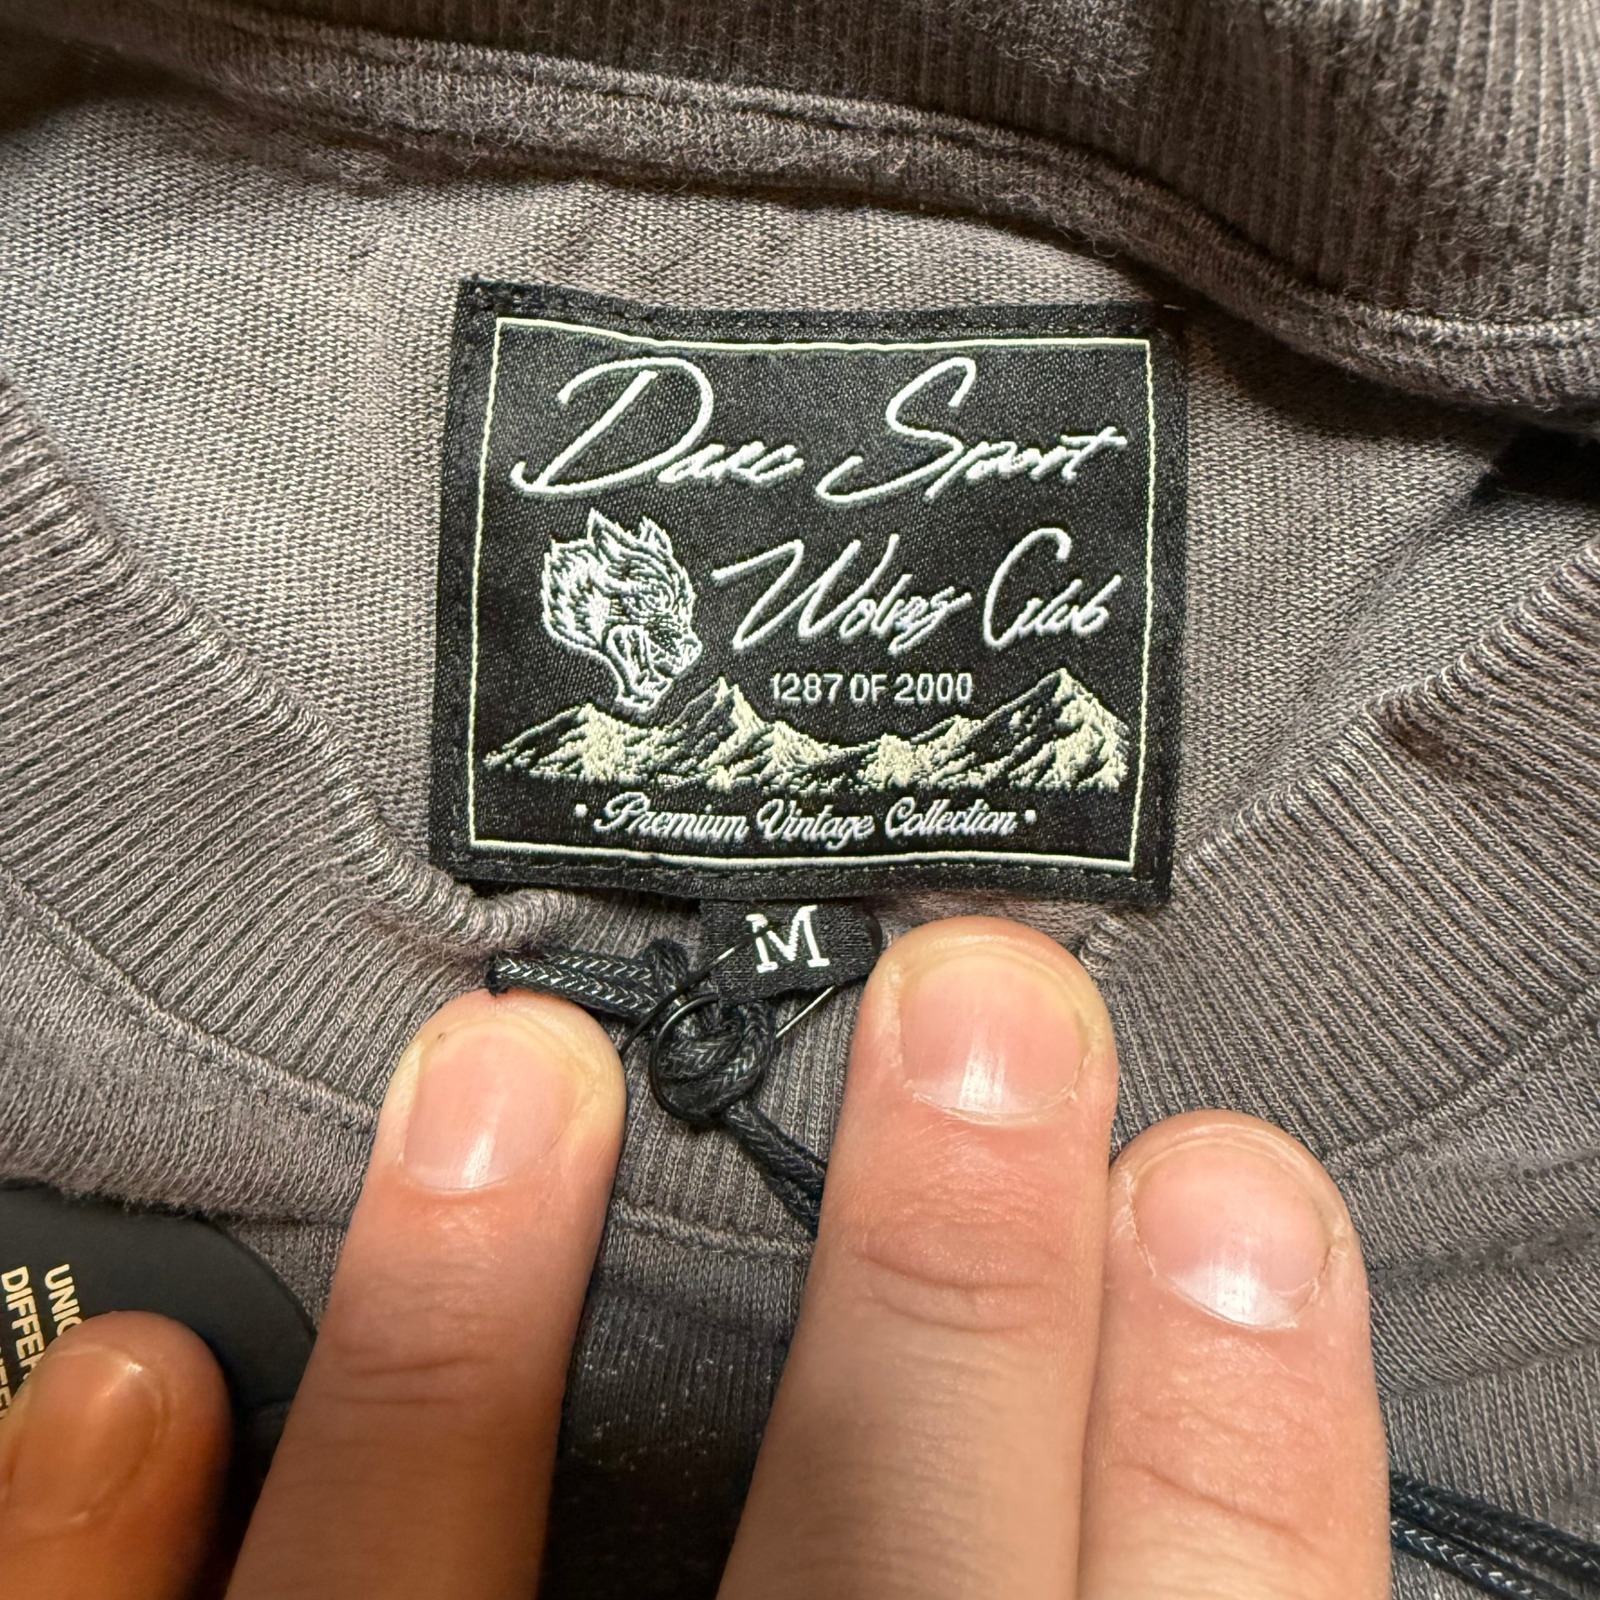 Darc Sport
Wolves Club
1287 OF 2000
• Premium Vintage Collection •
M